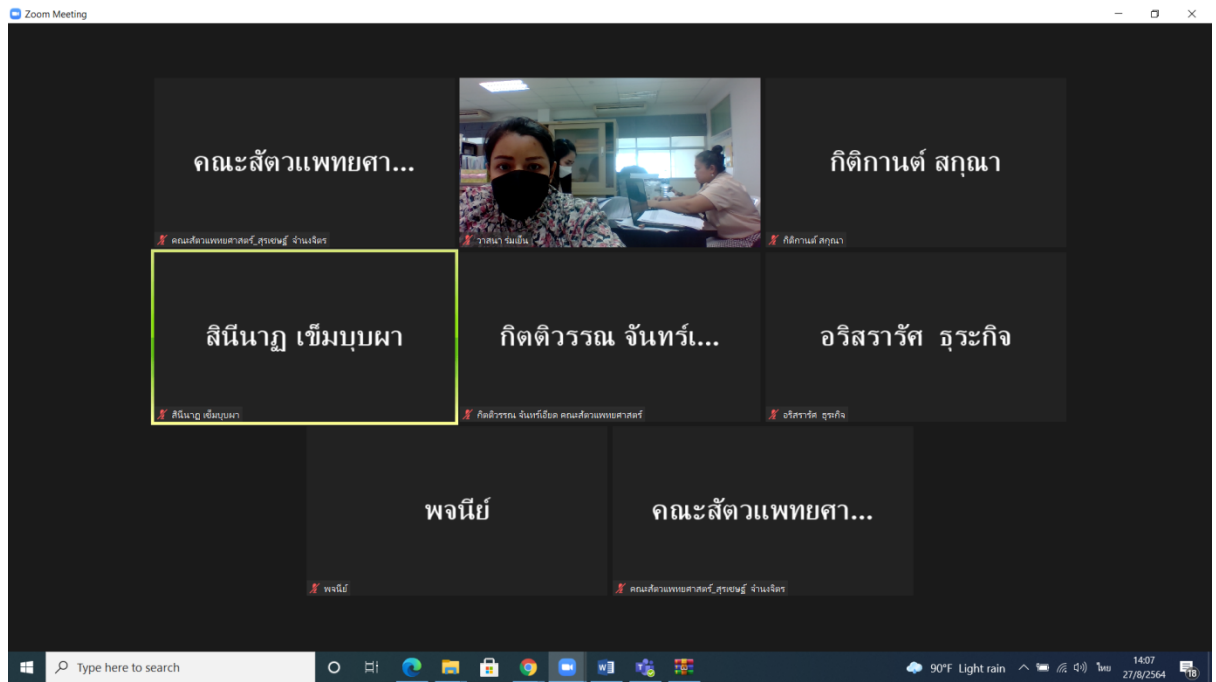 Zoom Meeting
คณะสัตวแพทยศา...
กิติกานต์ สกุณา
คณะสัตวแพทยศาสตร์_สุรเชษฐ์ จำนงจิตร
วาสนา ร่มเย็น
กิติกานต์ สกุณา
สินีนาฏ เข็มบุบผา
กิตติวรรณ จันทร์เ...
อริสรารัศ ธุระกิจ
สินีนาฏ เข็มบุบผา
กิตติวรรณ จันทร์เอียด คณะสัตวแพทยศาสตร์
อริสรารัศ ธุระกิจ
พจนีย์
คณะสัตวแพทยศา...
พจนีย์
คณะสัตวแพทยศาสตร์_สุรเชษฐ์ จำนงจิตร
Type here to search
90°F Light rain
ไทย
14:07
27/8/2564
18